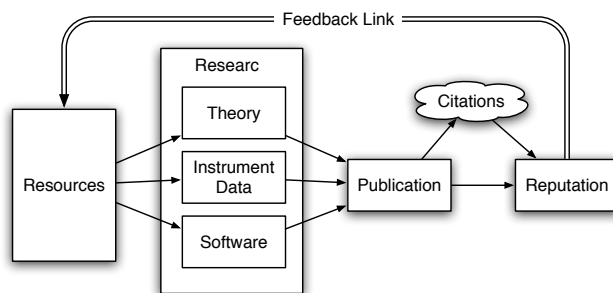 Feedback Link
Researc
Theory
Citations
Instrument
Data
Resources
Publication
Reputation
Software